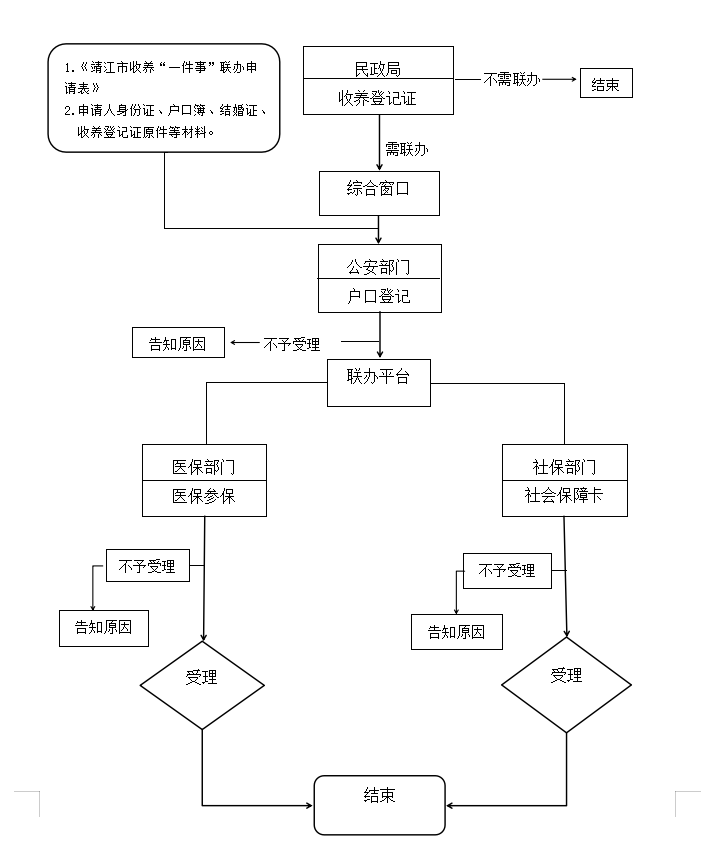 1.《靖江市收养“一件事”联办申
请表》
2.申请人身份证、户口簿、结婚证、
收养登记证原件等材料。
民政局
收养登记证
不需联办
结束
需联办
综合窗口
公安部门
户口登记
告知原因
不予受理
联办平台
医保部门
医保参保
社保部门
社会保障卡
不予受理
告知原因
不予受理
告知原因
受理
受理
结束